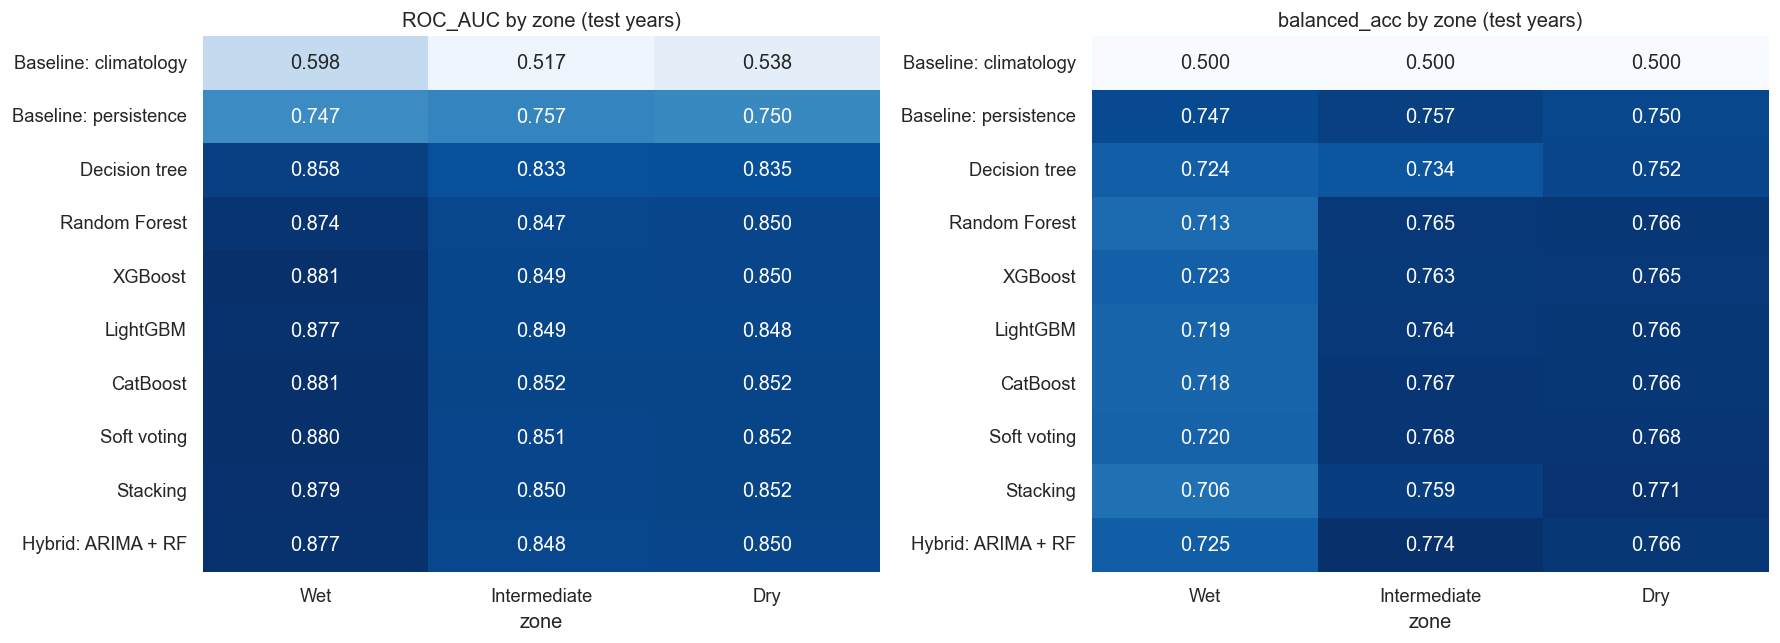 ROC_AUC by zone (test years)
Baseline: climatology 0.598 0.517 0.538
Baseline: persistence 0.747 0.757 0.750
Decision tree 0.858 0.833 0.835
Random Forest 0.874 0.847 0.850
XGBoost 0.881 0.849 0.850
LightGBM 0.877 0.849 0.848
CatBoost 0.881 0.852 0.852
Soft voting 0.880 0.851 0.852
Stacking 0.879 0.850 0.852
Hybrid: ARIMA + RF 0.877 0.848 0.850
Wet Intermediate Dry
zone
balanced_acc by zone (test years)
Baseline: climatology 0.500 0.500 0.500
Baseline: persistence 0.747 0.757 0.750
Decision tree 0.724 0.734 0.752
Random Forest 0.713 0.765 0.766
XGBoost 0.723 0.763 0.765
LightGBM 0.719 0.764 0.766
CatBoost 0.718 0.767 0.766
Soft voting 0.720 0.768 0.768
Stacking 0.706 0.759 0.771
Hybrid: ARIMA + RF 0.725 0.774 0.766
Wet Intermediate Dry
zone